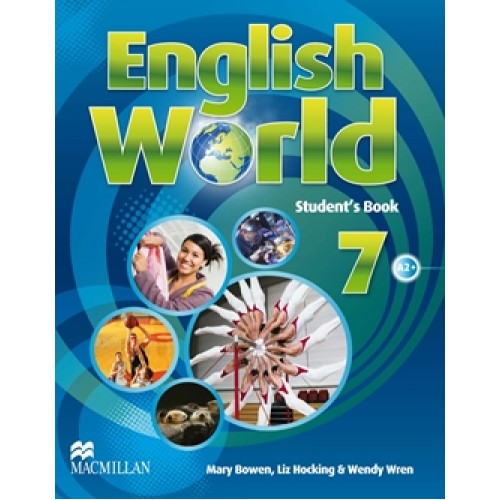 English
World
Student's Book
7
A2+
MACMILLAN
Mary Bowen, Liz Hocking & Wendy Wren